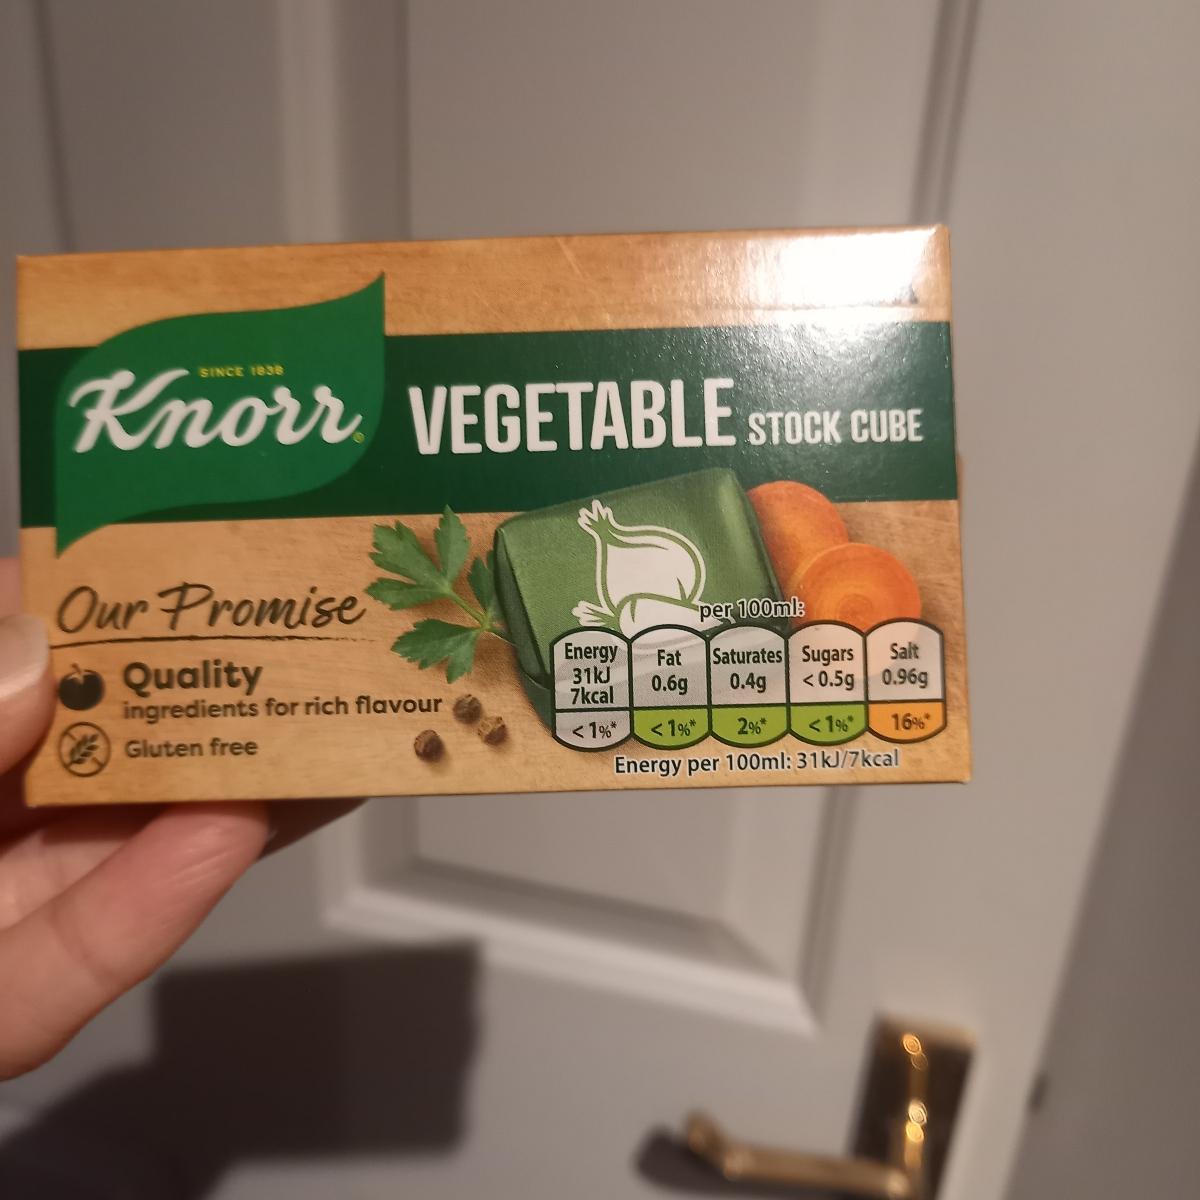 SINCE 1838
Knorr
VEGETABLE STOCK CUBE
Our Promise
Quality
ingredients for rich flavour
Gluten free
per 100ml:
Energy
31kJ
7kcal
<1%*
Fat
0.6g
<1%*
Saturates
0.4g
2%*
Sugars
<0.5g
<1%*
Salt
0.96g
16%*
Energy per 100ml: 31kJ/7kcal